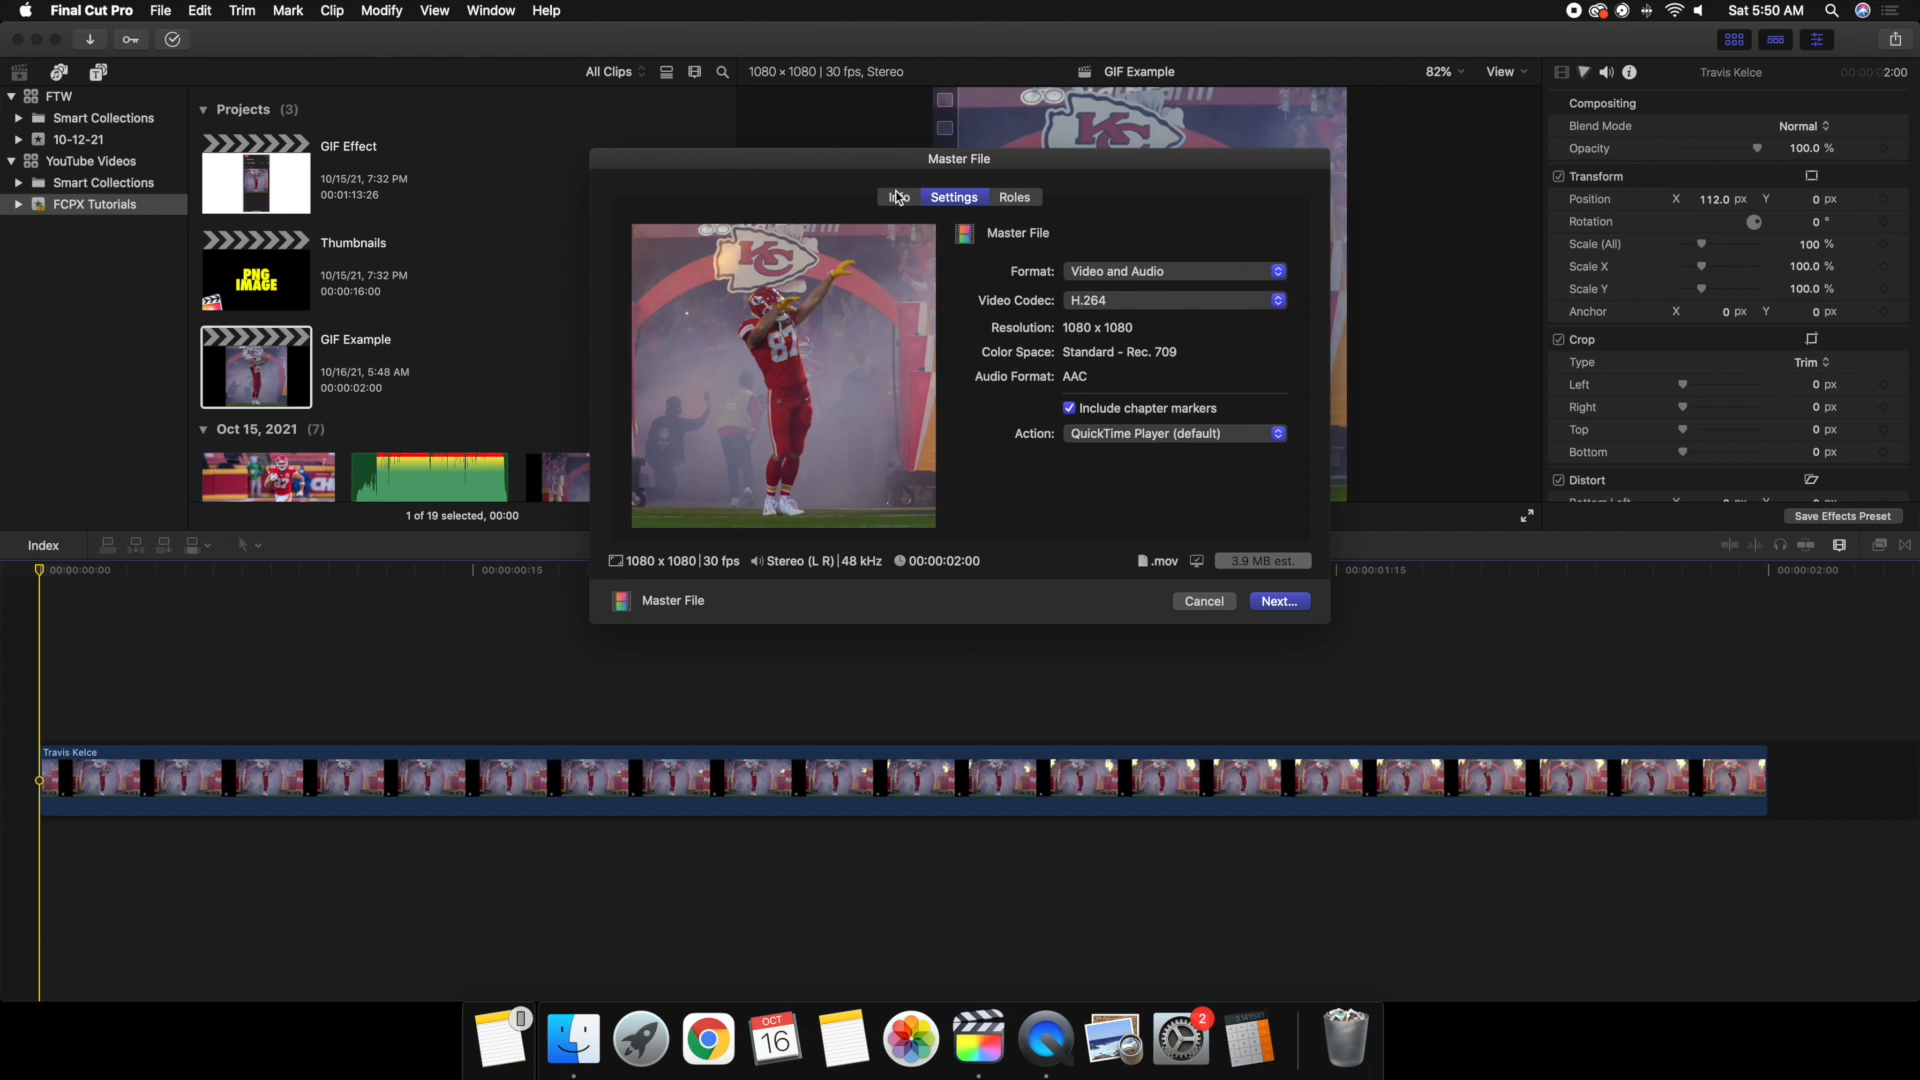 Final Cut Pro File Edit Trim Mark Clip Modify View Window Help
Sat 5:50 AM
All Clips
1080 × 1080 | 30 fps, Stereo
GIF Example
82%
View
Travis Kelce
00:00:02:00
FTW
Smart Collections
10-12-21
YouTube Videos
Smart Collections
FCPX Tutorials
Projects (3)
GIF Effect
10/15/21, 7:32 PM
00:01:13:26
Thumbnails
PNG
IMAGE
10/15/21, 7:32 PM
00:00:16:00
GIF Example
10/16/21, 5:48 AM
00:00:02:00
Oct 15, 2021 (7)
1 of 19 selected, 00:00
Master File
Settings Roles
KC
87
Master File
Format: Video and Audio
Video Codec: H.264
Resolution: 1080 x 1080
Color Space: Standard - Rec. 709
Audio Format: AAC
Include chapter markers
Action: QuickTime Player (default)
1080 x 1080 | 30 fps Stereo (L R) | 48 kHz 00:00:02:00
.mov 3.9 MB est.
Master File
Cancel Next...
Compositing
Blend Mode Normal
Opacity 100.0 %
Transform
Position X 112.0 px Y 0 px
Rotation 0 °
Scale (All) 100 %
Scale X 100.0 %
Scale Y 100.0 %
Anchor X 0 px Y 0 px
Crop
Type Trim
Left 0 px
Right 0 px
Top 0 px
Bottom 0 px
Distort
Save Effects Preset
Index
00:00:00:00
00:00:00:15
00:00:01:15
00:00:02:00
Travis Kelce
OCT
16
2